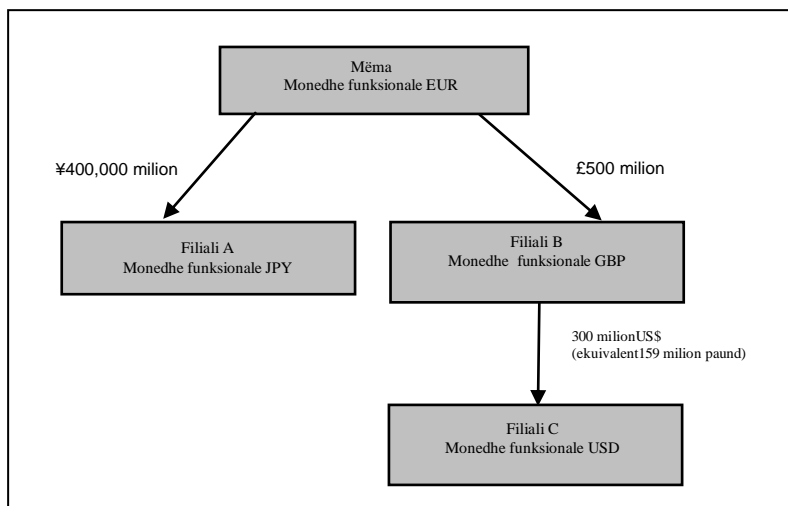 Mëma
Monedhe funksionale EUR
¥400,000 milion
£500 milion
Filiali A
Monedhe funksionale JPY
Filiali B
Monedhe funksionale GBP
300 milionUS$
(ekuivalent159 milion paund)
Filiali C
Monedhe funksionale USD